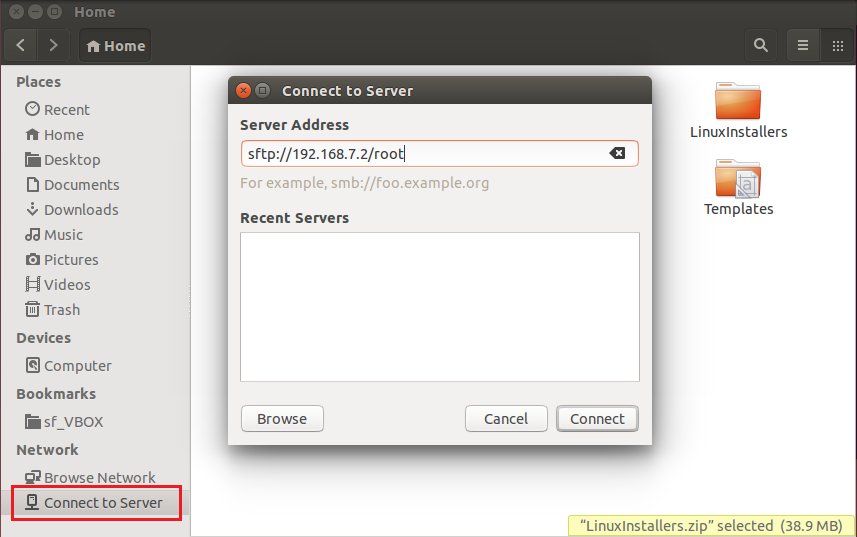 Home
Home
Places
Recent
Home
Desktop
Documents
Downloads
Music
Pictures
Videos
Trash
Devices
Computer
Bookmarks
sf_VBOX
Network
Browse Network
Connect to Server
Connect to Server
Server Address
sftp://192.168.7.2/root
For example, smb://foo.example.org
Recent Servers
Browse
Cancel
Connect
LinuxInstallers
a
Templates
“LinuxInstallers.zip” selected (38.9 MB)